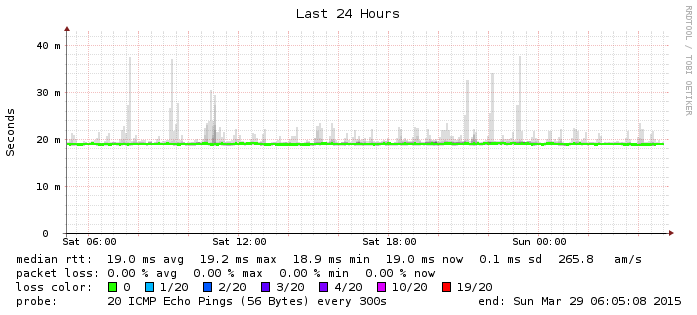 Last 24 Hours
RRDTOOL / TOBI OETIKER
Seconds
40 m
30 m
20 m
10 m
0
Sat 06:00 Sat 12:00 Sat 18:00 Sun 00:00
median rtt: 19.0 ms avg 19.2 ms max 18.9 ms min 19.0 ms now 0.1 ms sd 265.8 am/s
packet loss: 0.00 % avg 0.00 % max 0.00 % min 0.00 % now
loss color: 0 1/20 2/20 3/20 4/20 10/20 19/20
probe: 20 ICMP Echo Pings (56 Bytes) every 300s end: Sun Mar 29 06:05:08 2015